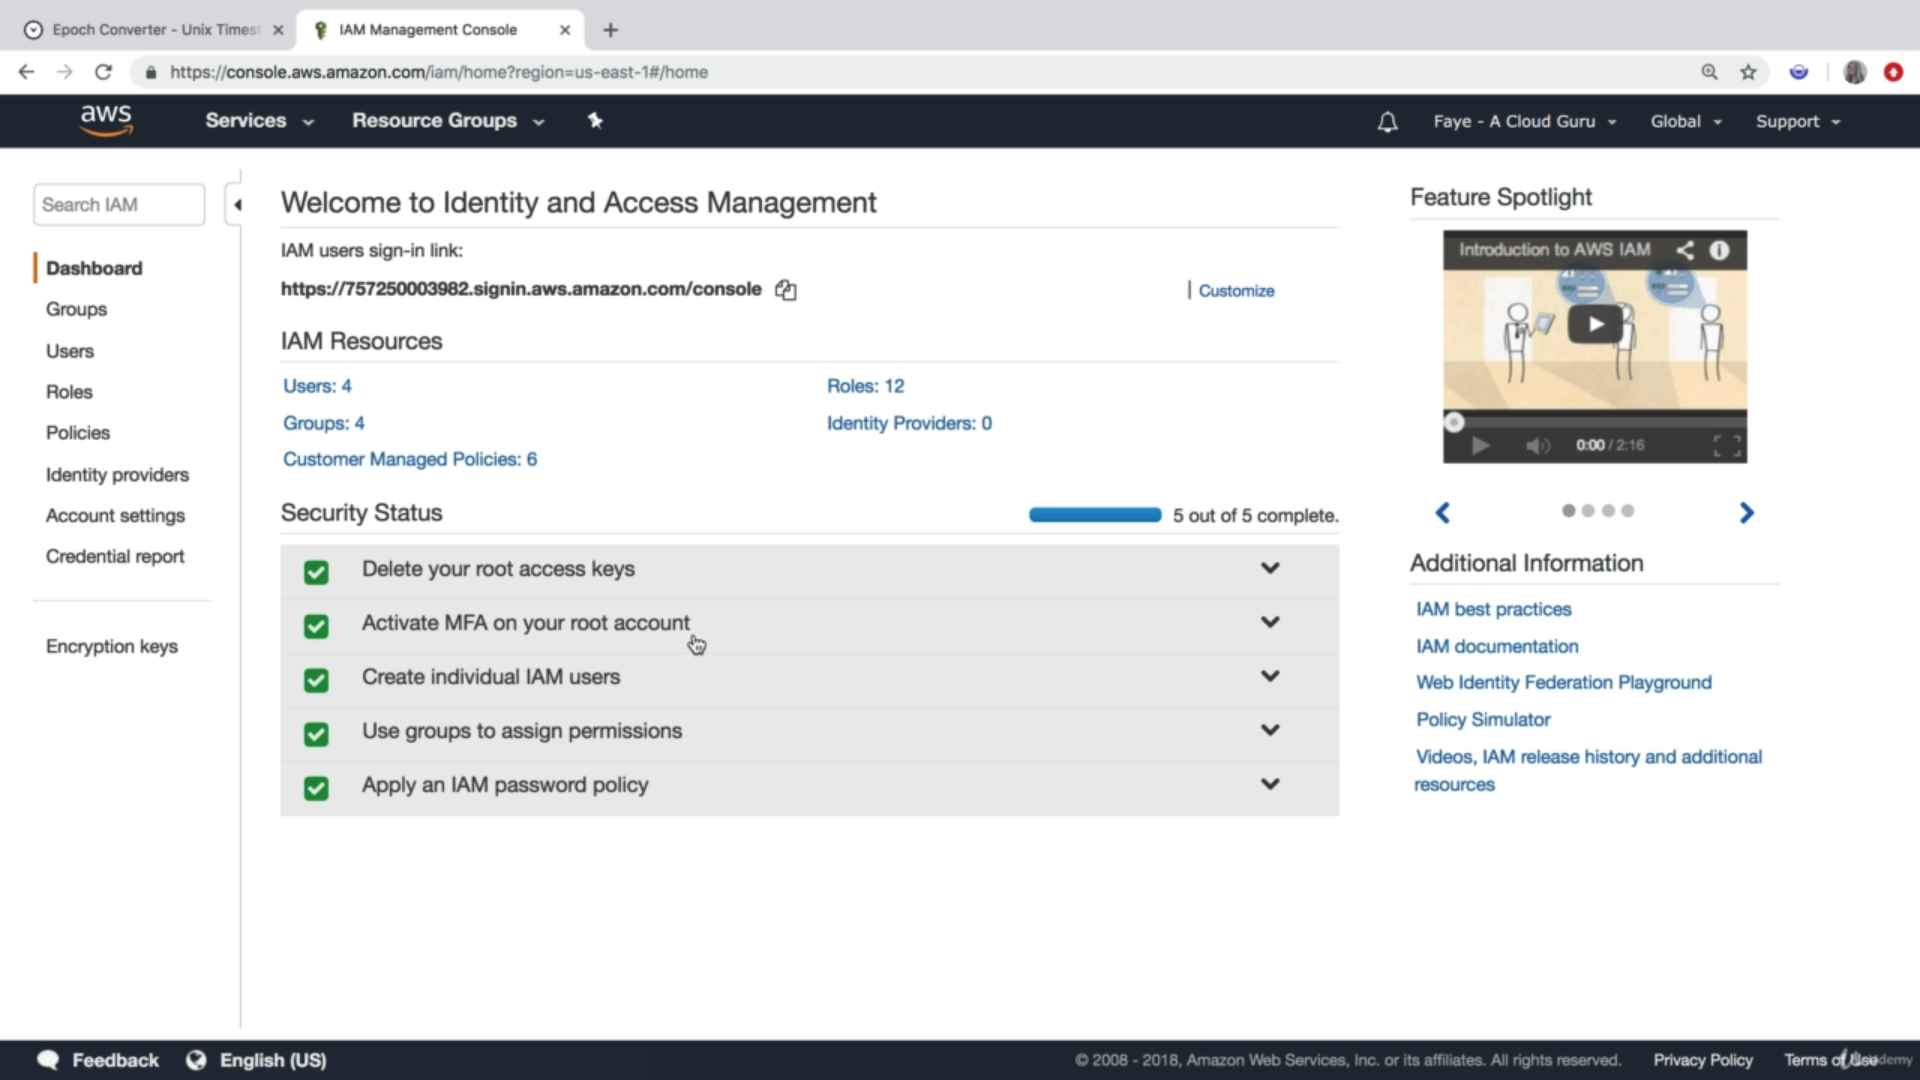 Epoch Converter - Unix Timest
IAM Management Console
https://console.aws.amazon.com/iam/home?region=us-east-1#/home
aws
Services
Resource Groups
Faye - A Cloud Guru
Global
Support
Search IAM
Dashboard
Groups
Users
Roles
Policies
Identity providers
Account settings
Credential report
Encryption keys
Welcome to Identity and Access Management
IAM users sign-in link:
https://757250003982.signin.aws.amazon.com/console
Customize
IAM Resources
Users: 4
Roles: 12
Groups: 4
Identity Providers: 0
Customer Managed Policies: 6
Security Status
5 out of 5 complete.
Delete your root access keys
Activate MFA on your root account
Create individual IAM users
Use groups to assign permissions
Apply an IAM password policy
Feature Spotlight
Introduction to AWS IAM
0:00 / 2:16
Additional Information
IAM best practices
IAM documentation
Web Identity Federation Playground
Policy Simulator
Videos, IAM release history and additional
resources
Feedback
English (US)
© 2008 - 2018, Amazon Web Services, Inc. or its affiliates. All rights reserved.
Privacy Policy
Terms of Use